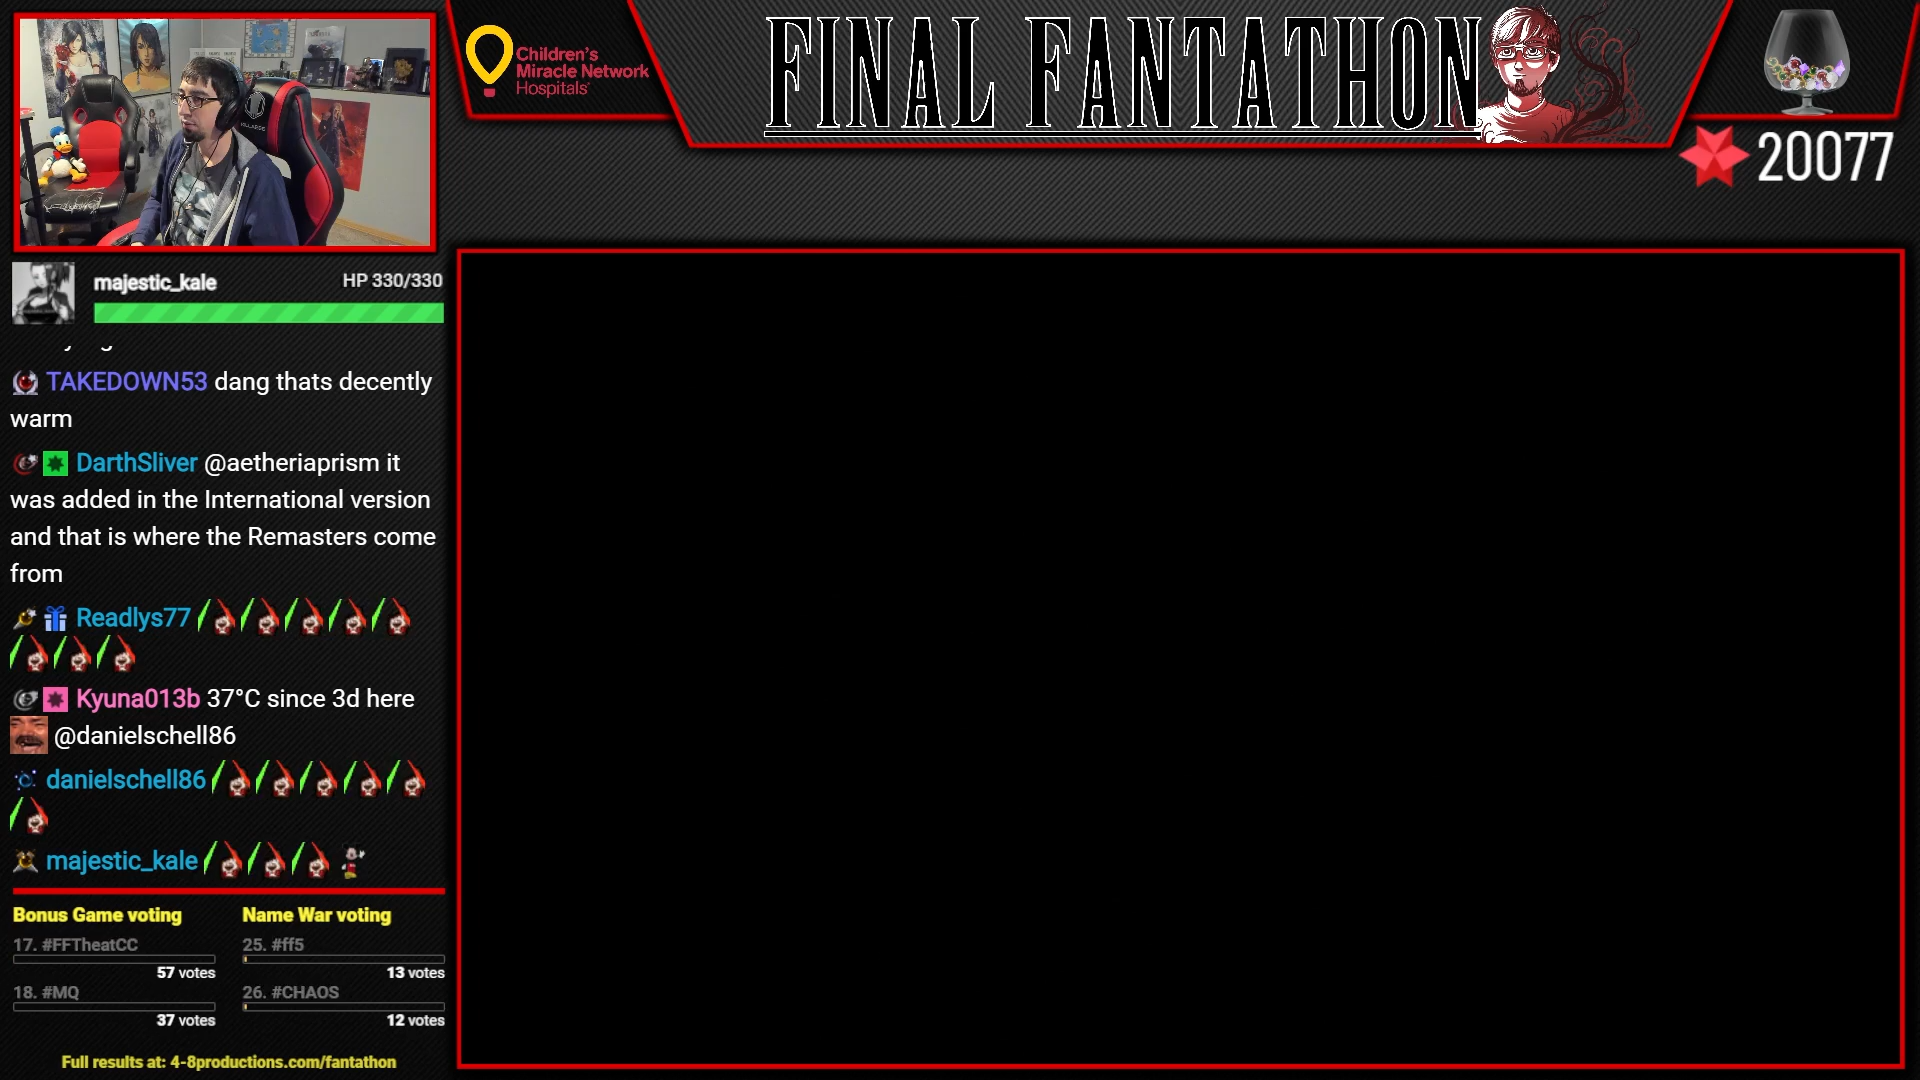 Children's
Miracle Network
Hospitals
FINAL FANTATHON
20077
majestic_kale
HP 330/330
TAKEDOWN53 dang thats decently
warm
DarthSliver @aetheriaprism it
was added in the International version
and that is where the Remasters come
from
Readlys77
Kyuna013b 37°C since 3d here
@danielschell86
danielschell86
majestic_kale
Bonus Game voting
17. #FFTheatCC
57 votes
18. #MQ
37 votes
Name War voting
25. #ff5
13 votes
26. #CHAOS
12 votes
Full results at: 4-8productions.com/fantathon